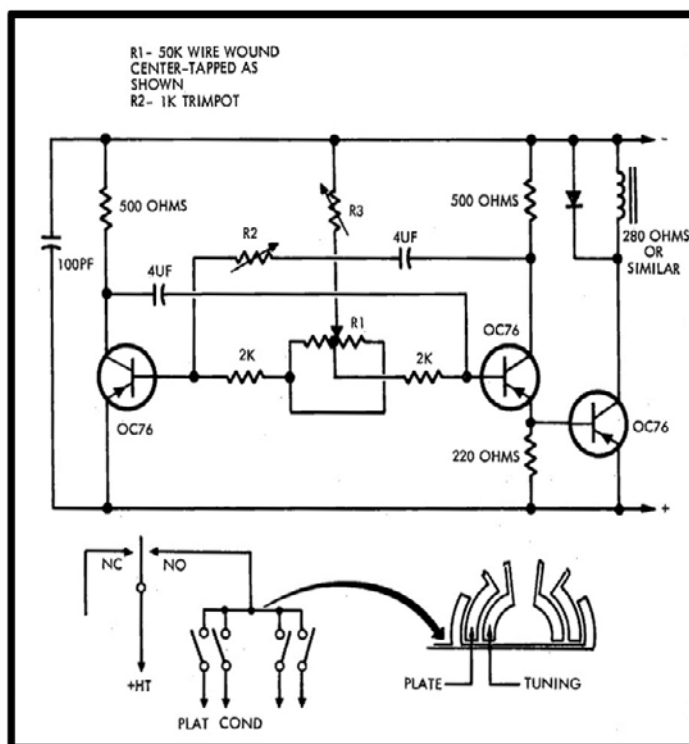 R1- 50K WIRE WOUND
CENTER-TAPPED AS
SHOWN
R2- 1K TRIMPOT
-
500 OHMS
R3
500 OHMS
R2
4UF
280 OHMS
OR
SIMILAR
100PF
4UF
R1
OC76
2K
2K
OC76
OC76
220 OHMS
+
NC
NO
+HT
PLAT COND
PLATE
TUNING